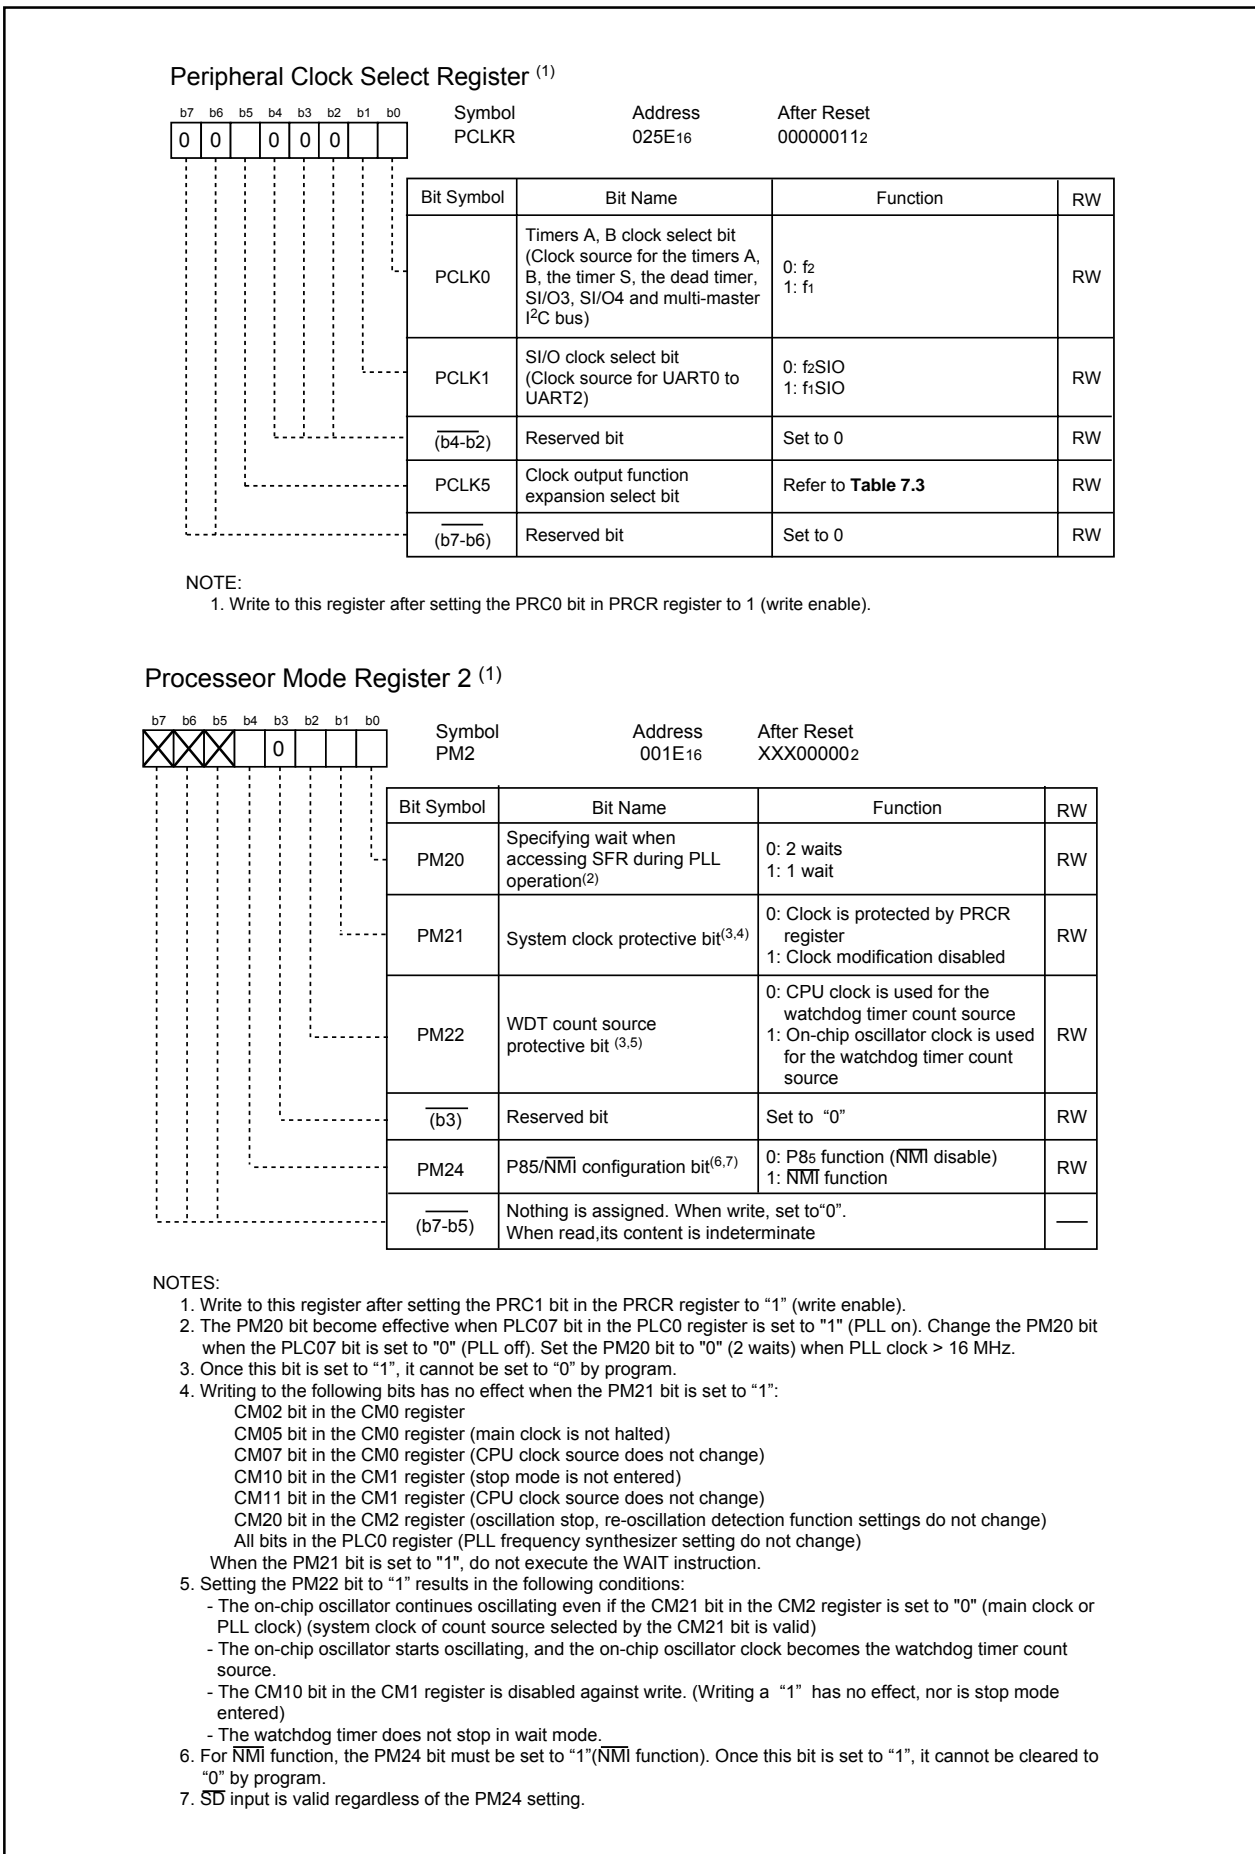 Peripheral Clock Select Register (1)
b7 b6 b5 b4 b3 b2 b1 b0
0 0 0 0 0
Symbol Address After Reset
PCLKR 025E16 000000112
Bit Symbol Bit Name Function RW
PCLK0
Timers A, B clock select bit
(Clock source for the timers A,
B, the timer S, the dead timer,
SI/O3, SI/O4 and multi-master
I2C bus)
0: f2
1: f1
RW
PCLK1
SI/O clock select bit
(Clock source for UART0 to
UART2)
0: f2SIO
1: f1SIO
RW
(b4-b2) Reserved bit Set to 0 RW
PCLK5
Clock output function
expansion select bit
Refer to Table 7.3
RW
(b7-b6) Reserved bit Set to 0 RW
NOTE:
1. Write to this register after setting the PRC0 bit in PRCR register to 1 (write enable).
Processeor Mode Register 2 (1)
b7 b6 b5 b4 b3 b2 b1 b0
0
Symbol Address After Reset
PM2 001E16 XXX000002
Bit Symbol Bit Name Function RW
PM20
Specifying wait when
accessing SFR during PLL
operation(2)
0: 2 waits
1: 1 wait
RW
PM21
System clock protective bit(3,4)
0: Clock is protected by PRCR
register
1: Clock modification disabled
RW
PM22
WDT count source
protective bit (3,5)
0: CPU clock is used for the
watchdog timer count source
1: On-chip oscillator clock is used
for the watchdog timer count
source
RW
(b3) Reserved bit Set to “0” RW
PM24
P85/NMI configuration bit(6,7)
0: P85 function (NMI disable)
1: NMI function
RW
(b7-b5)
Nothing is assigned. When write, set to“0”.
When read,its content is indeterminate
NOTES:
1. Write to this register after setting the PRC1 bit in the PRCR register to “1” (write enable).
2. The PM20 bit become effective when PLC07 bit in the PLC0 register is set to "1" (PLL on). Change the PM20 bit
when the PLC07 bit is set to "0" (PLL off). Set the PM20 bit to "0" (2 waits) when PLL clock > 16 MHz.
3. Once this bit is set to “1”, it cannot be set to “0” by program.
4. Writing to the following bits has no effect when the PM21 bit is set to “1”:
CM02 bit in the CM0 register
CM05 bit in the CM0 register (main clock is not halted)
CM07 bit in the CM0 register (CPU clock source does not change)
CM10 bit in the CM1 register (stop mode is not entered)
CM11 bit in the CM1 register (CPU clock source does not change)
CM20 bit in the CM2 register (oscillation stop, re-oscillation detection function settings do not change)
All bits in the PLC0 register (PLL frequency synthesizer setting do not change)
When the PM21 bit is set to "1", do not execute the WAIT instruction.
5. Setting the PM22 bit to “1” results in the following conditions:
- The on-chip oscillator continues oscillating even if the CM21 bit in the CM2 register is set to "0" (main clock or
PLL clock) (system clock of count source selected by the CM21 bit is valid)
- The on-chip oscillator starts oscillating, and the on-chip oscillator clock becomes the watchdog timer count
source.
- The CM10 bit in the CM1 register is disabled against write. (Writing a “1” has no effect, nor is stop mode
entered)
- The watchdog timer does not stop in wait mode.
6. For NMI function, the PM24 bit must be set to “1”(NMI function). Once this bit is set to “1”, it cannot be cleared to
“0” by program.
7. SD input is valid regardless of the PM24 setting.